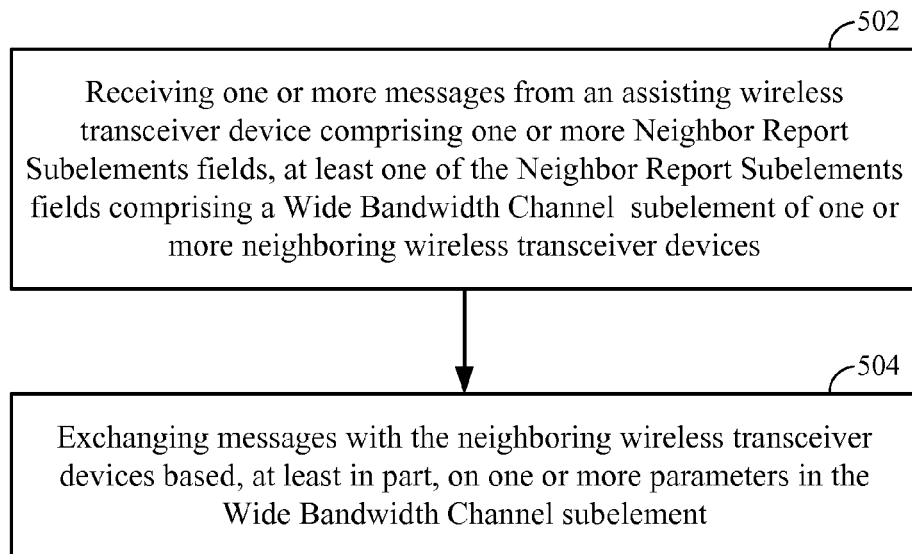 502
Receiving one or more messages from an assisting wireless
transceiver device comprising one or more Neighbor Report
Subelements fields, at least one of the Neighbor Report Subelements
fields comprising a Wide Bandwidth Channel subelement of one or
more neighboring wireless transceiver devices
504
Exchanging messages with the neighboring wireless transceiver
devices based, at least in part, on one or more parameters in the
Wide Bandwidth Channel subelement